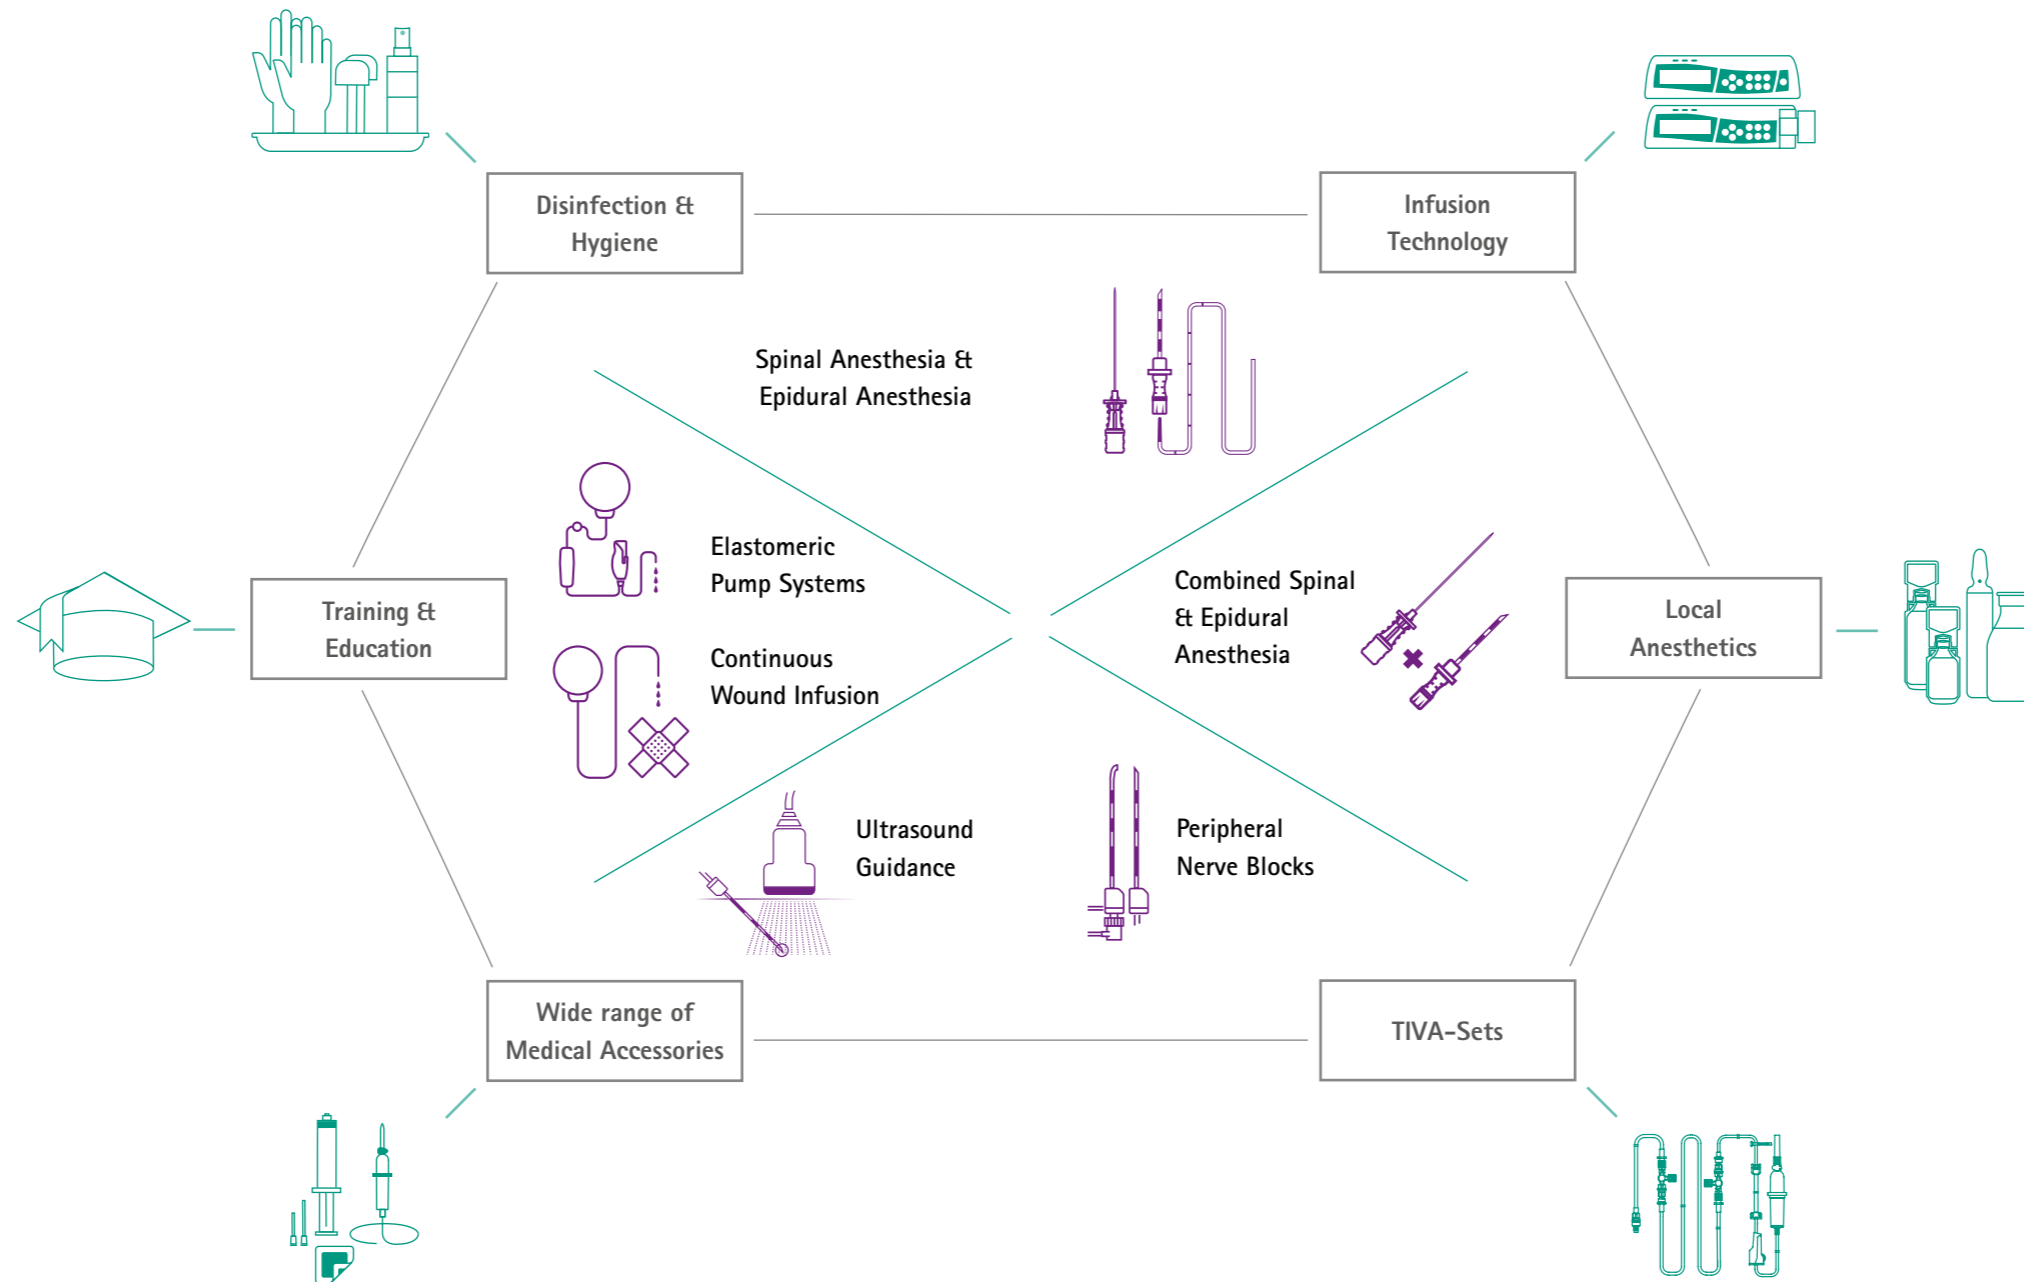 Disinfection &
Hygiene
Infusion
Technology
Spinal Anesthesia &
Epidural Anesthesia
Elastomeric
Pump Systems
Combined Spinal
& Epidural
Anesthesia
Training &
Education
Local
Anesthetics
Continuous
Wound Infusion
Ultrasound
Guidance
Peripheral
Nerve Blocks
Wide range of
Medical Accessories
TIVA-Sets